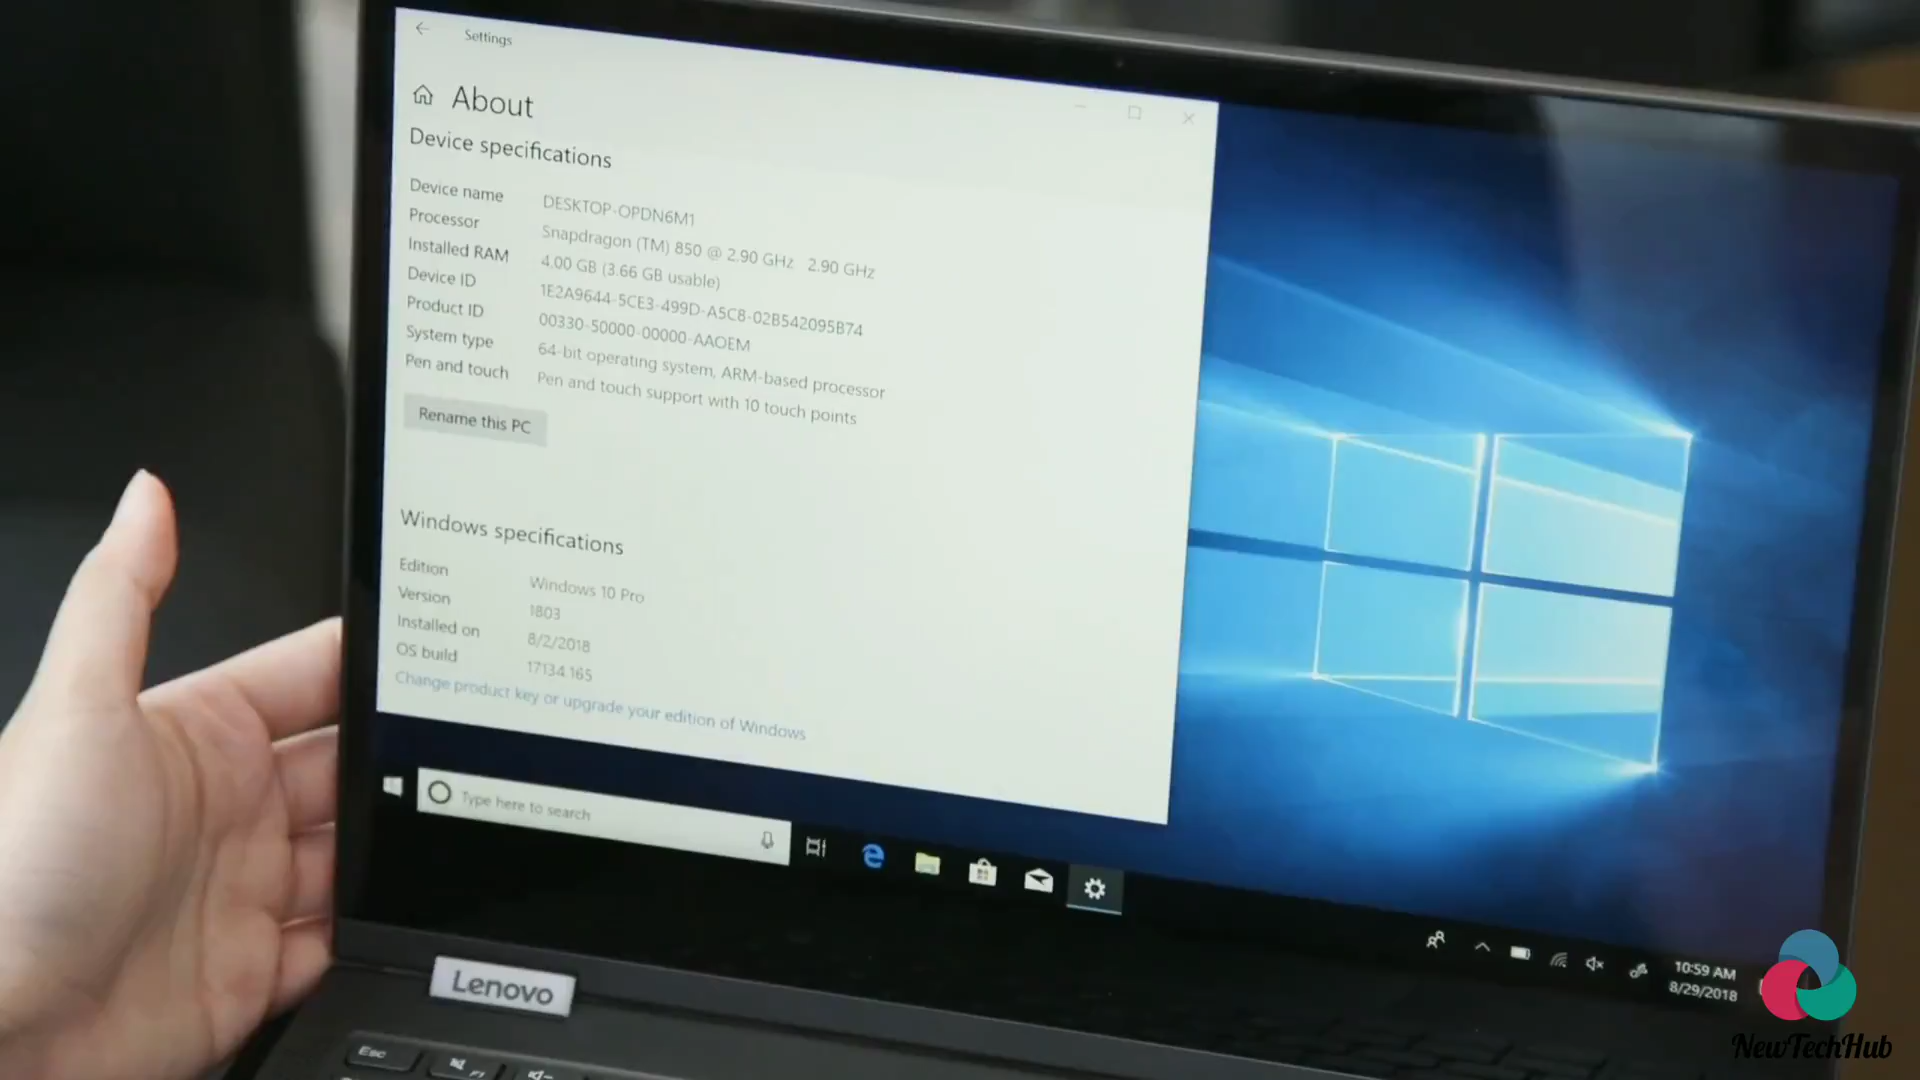 Settings
About
Device specifications
Device name DESKTOP-OPDN6M1
Processor Snapdragon (TM) 850 @ 2.90 GHz 2.90 GHz
Installed RAM 4.00 GB (3.66 GB usable)
Device ID 1E2A9644-5CE3-499D-A5C8-02B542095B74
Product ID 00330-50000-00000-AAOEM
System type 64-bit operating system, ARM-based processor
Pen and touch Pen and touch support with 10 touch points
Rename this PC
Windows specifications
Edition Windows 10 Pro
Version 1803
Installed on 8/2/2018
OS build 17134.165
Change product key or upgrade your edition of Windows
Type here to search
10:59 AM
8/29/2018
Lenovo
Esc
NewTechHub